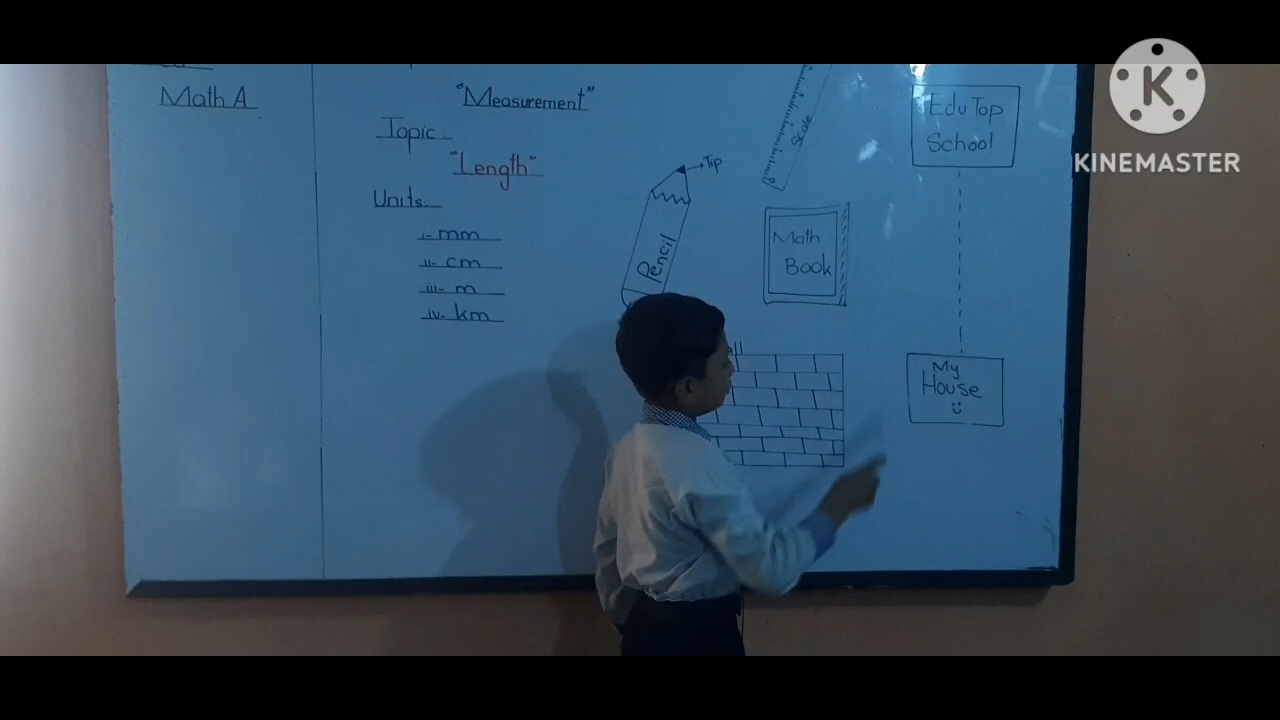 Math A
"Measurement"
Topic:
"Length"
Units:
i- mm
ii- cm
iii- m
iv- km
Tip
Pencil
Scale
Math
Book
Edu Top
School
My
House
KINEMASTER